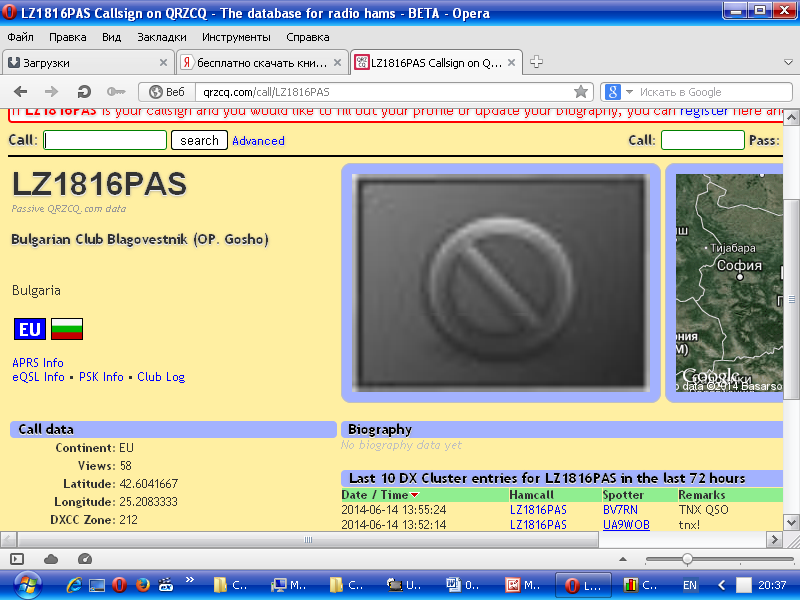 LZ1816PAS Callsign on QRZCQ - The database for radio hams - BETA - Opera
Файл Правка Вид Закладки Инструменты Справка
Загрузки
бесплатно скачать кни...
LZ1816PAS Callsign on Q...
Веб qrzcq.com/call/LZ1816PAS
Искать в Google
If LZ1816PAS is your callsign and you would like to fill out your profile or update your biography, you can register here and
Call: search Advanced Call: Pass:
LZ1816PAS
Passive QRZCQ.com data
Bulgarian Club Blagovestnik (OP. Gosho)
Bulgaria
EU
APRS Info
eQSL Info • PSK Info • Club Log
Тијабара
София
Google
data ©2014 Basarso
Call data
Continent: EU
Views: 58
Latitude: 42.6041667
Longitude: 25.2083333
DXCC Zone: 212
Biography
No biography data yet
Last 10 DX Cluster entries for LZ1816PAS in the last 72 hours
Date / Time Hamcall Spotter Remarks
2014-06-14 13:55:24 LZ1816PAS BV7RN TNX QSO
2014-06-14 13:52:14 LZ1816PAS UA9WOB tnx!
C.. M.. C.. U.. 0.. M.. L... C.. EN 20:37